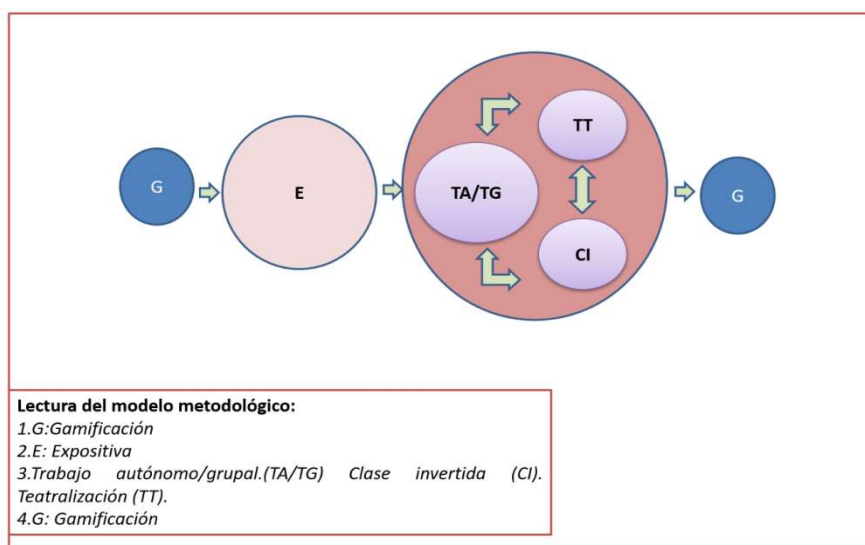 G
E
TA/TG
TT
CI
G
Lectura del modelo metodológico:
1.G:Gamificación
2.E: Expositiva
3.Trabajo autónomo/grupal.(TA/TG) Clase invertida (CI).
Teatralización (TT).
4.G: Gamificación